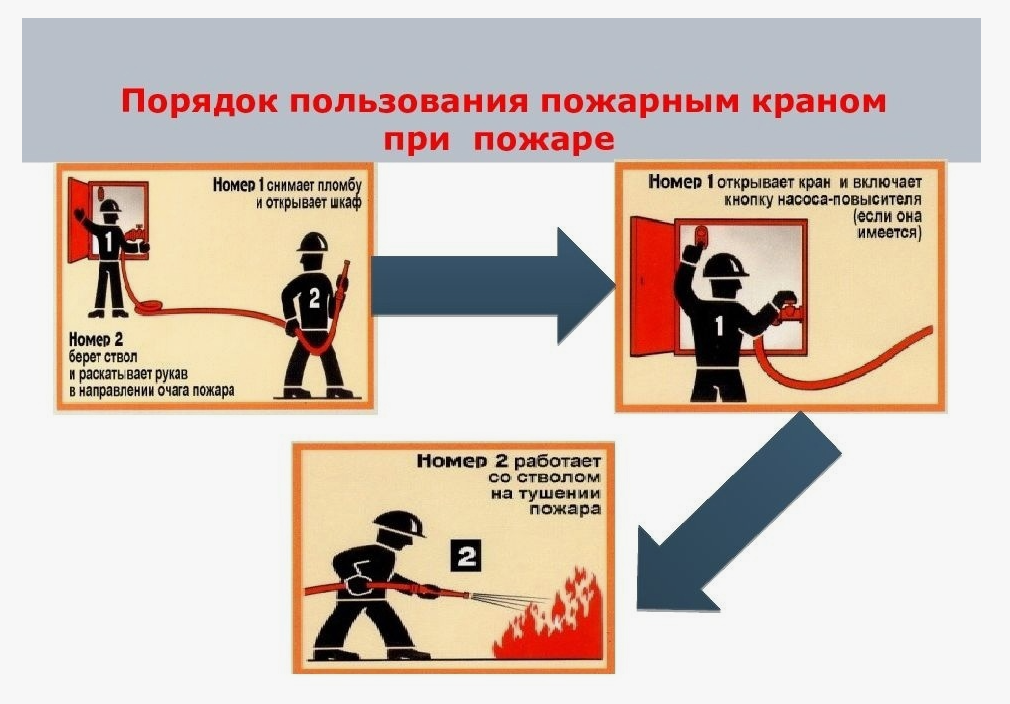 Порядок пользования пожарным краном
при пожаре
Номер 1 снимает пломбу
и открывает шкаф
1
2
Номер 2
берет ствол
и раскатывает рукав
в направлении очага пожара
Номер 1 открывает кран и включает
кнопку насоса-повысителя
(если она
имеется)
1
Номер 2 работает
со стволом
на тушении
пожара
2